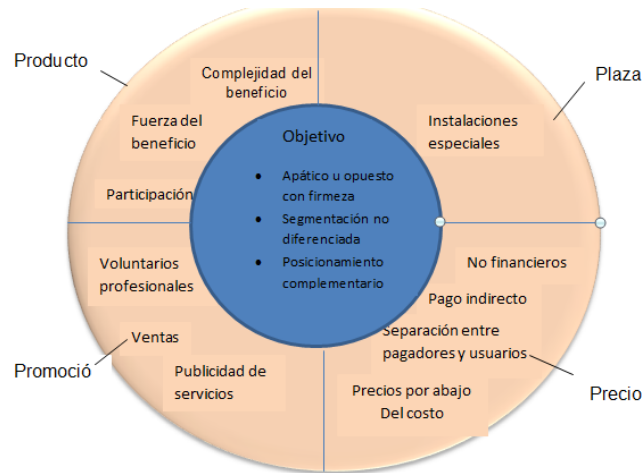 Producto
Complejidad del
beneficio
Fuerza del
beneficio
Participación
Plaza
Instalaciones
especiales
Objetivo
• Apático u opuesto
con firmeza
• Segmentación no
diferenciada
• Posicionamiento
complementario
Voluntarios
profesionales
Ventas
Publicidad de
servicios
Promoció
No financieros
Pago indirecto
Separación entre
pagadores y usuarios
Precios por abajo
Del costo
Precio